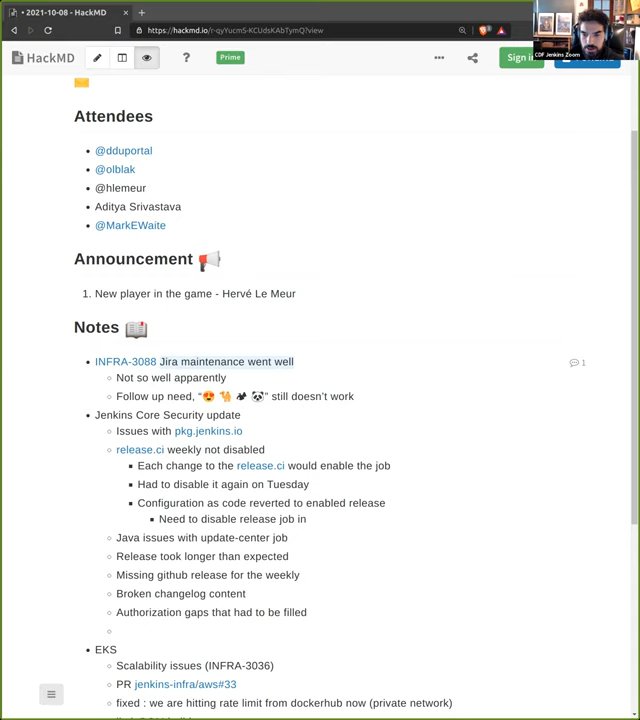 • 2021-10-08 - HackMD
https://hackmd.io/r-qyYucmS-KCUdsKAbTymQ?view
CDF Jenkins Zoom
HackMD
?
Prime
Sign in
Attendees
@dduportal
@olblak
@hlemeur
Aditya Srivastava
@MarkEWaite
Announcement 📢
1. New player in the game - Hervé Le Meur
Notes 📖
INFRA-3088 Jira maintenance went well
1
Not so well apparently
Follow up need, “😍 🐪 🏕 🐼” still doesn’t work
Jenkins Core Security update
Issues with pkg.jenkins.io
release.ci weekly not disabled
Each change to the release.ci would enable the job
Had to disable it again on Tuesday
Configuration as code reverted to enabled release
Need to disable release job in
Java issues with update-center job
Release took longer than expected
Missing github release for the weekly
Broken changelog content
Authorization gaps that had to be filled
EKS
Scalability issues (INFRA-3036)
PR jenkins-infra/aws#33
fixed : we are hitting rate limit from dockerhub now (private network)